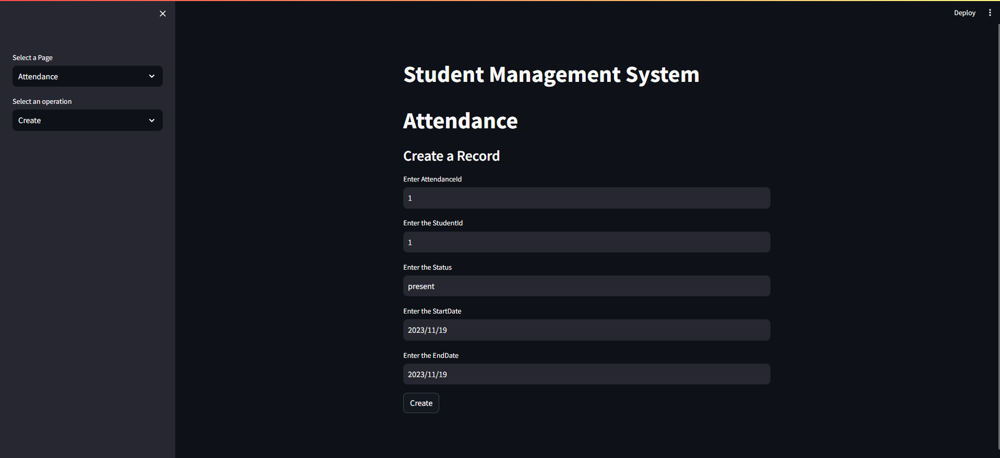 Deploy
Select a Page
Attendance
Select an operation
Create
Student Management System
Attendance
Create a Record
Enter AttendanceId
1
Enter the StudentId
1
Enter the Status
present
Enter the StartDate
2023/11/19
Enter the EndDate
2023/11/19
Create